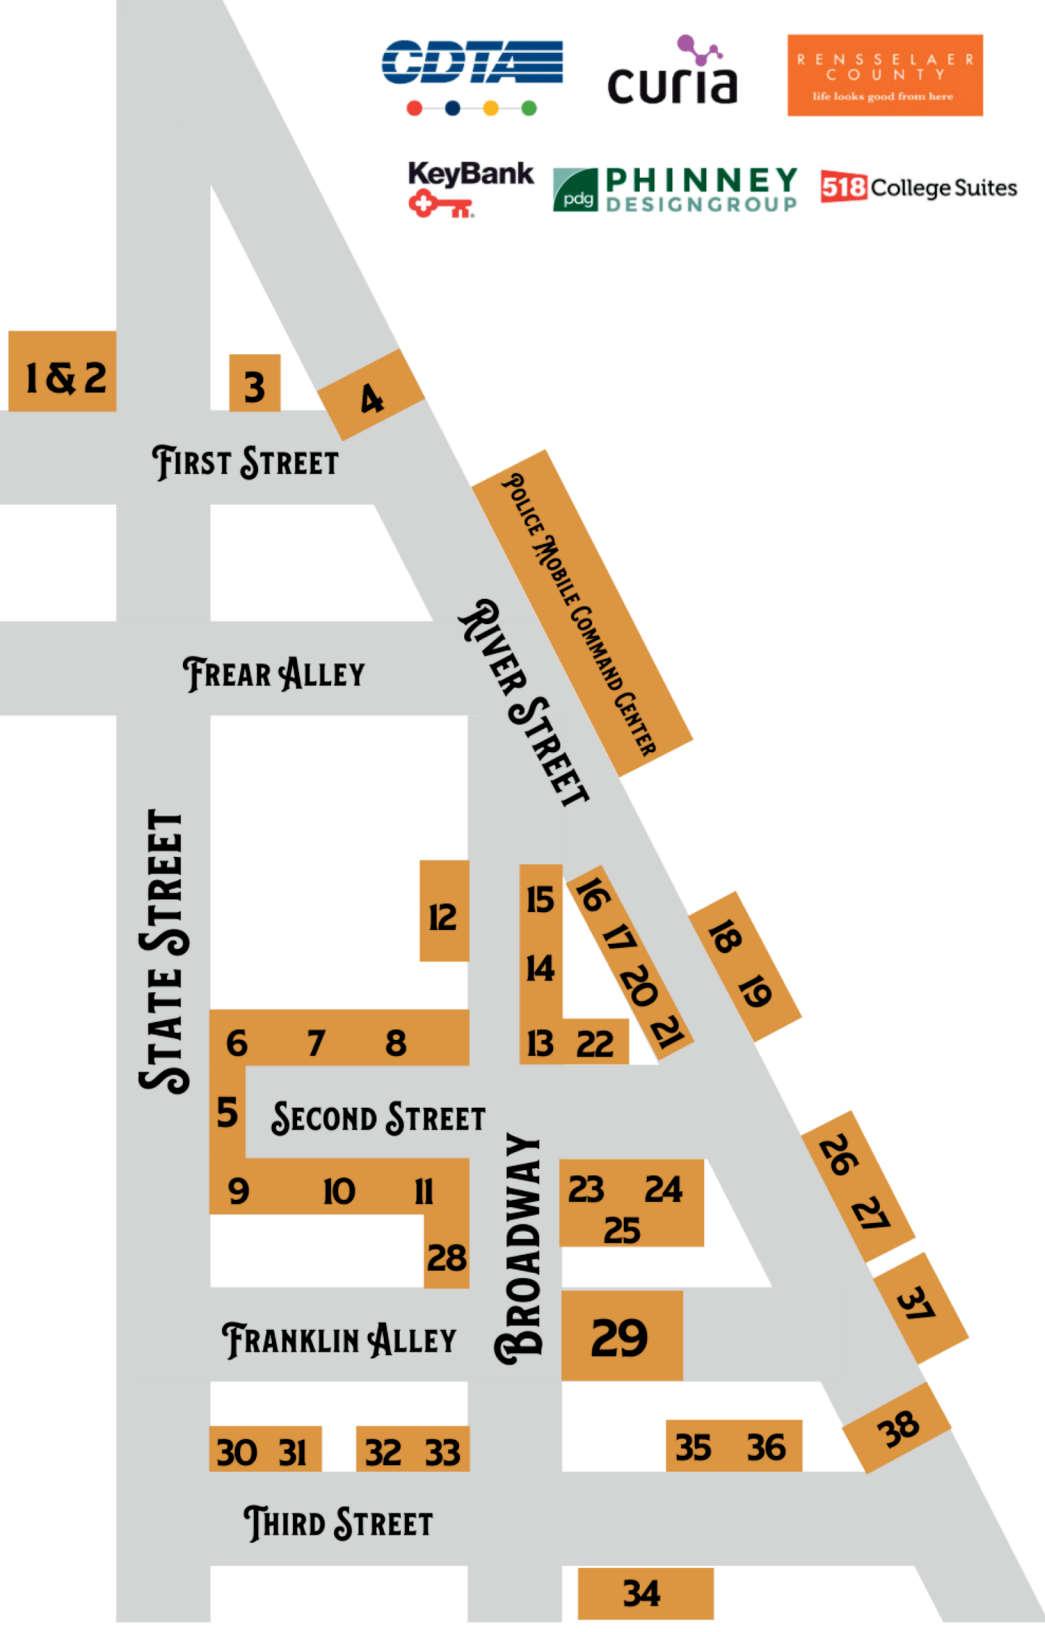 CDTA
curia
RENSSELAER
COUNTY
life looks good from here
KeyBank
pdg
PHINNEY
DESIGNGROUP
518 College Suites
1 & 2
3
4
First Street
Police Mobile Command Center
River Street
Frear Alley
State Street
12
15
14
13
22
16 17 20 21
18 19
6 7 8
5
Second Street
9 10 11
28
Broadway
23 24
25
26 27
37
Franklin Alley
29
38
30 31
32 33
35 36
Third Street
34